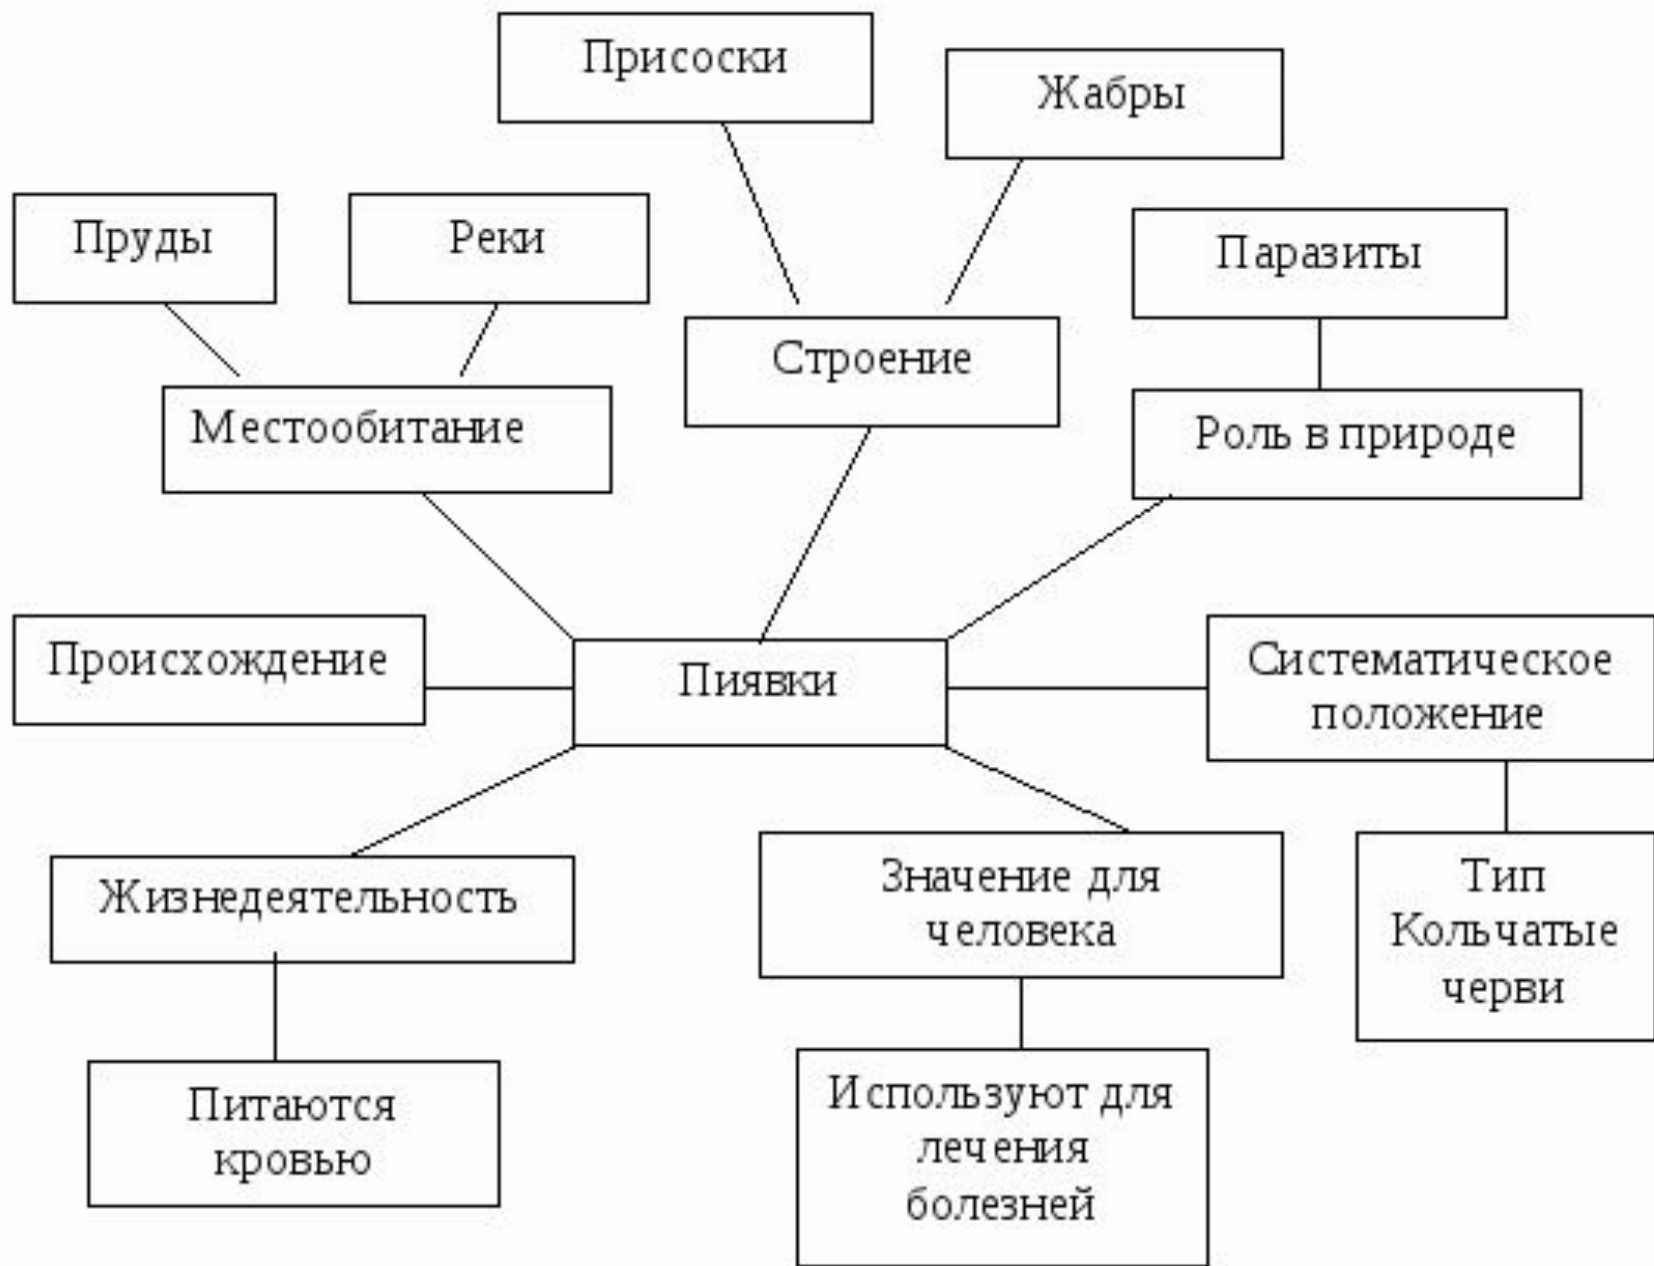 Присоски
Жабры
Пруды
Реки
Паразиты
Строение
Местообитание
Роль в природе
Происхождение
Пиявки
Систематическое
положение
Жизнедеятельность
Значение для
человека
Тип
Кольчатые
черви
Питаются
кровью
Используют для
лечения
болезней